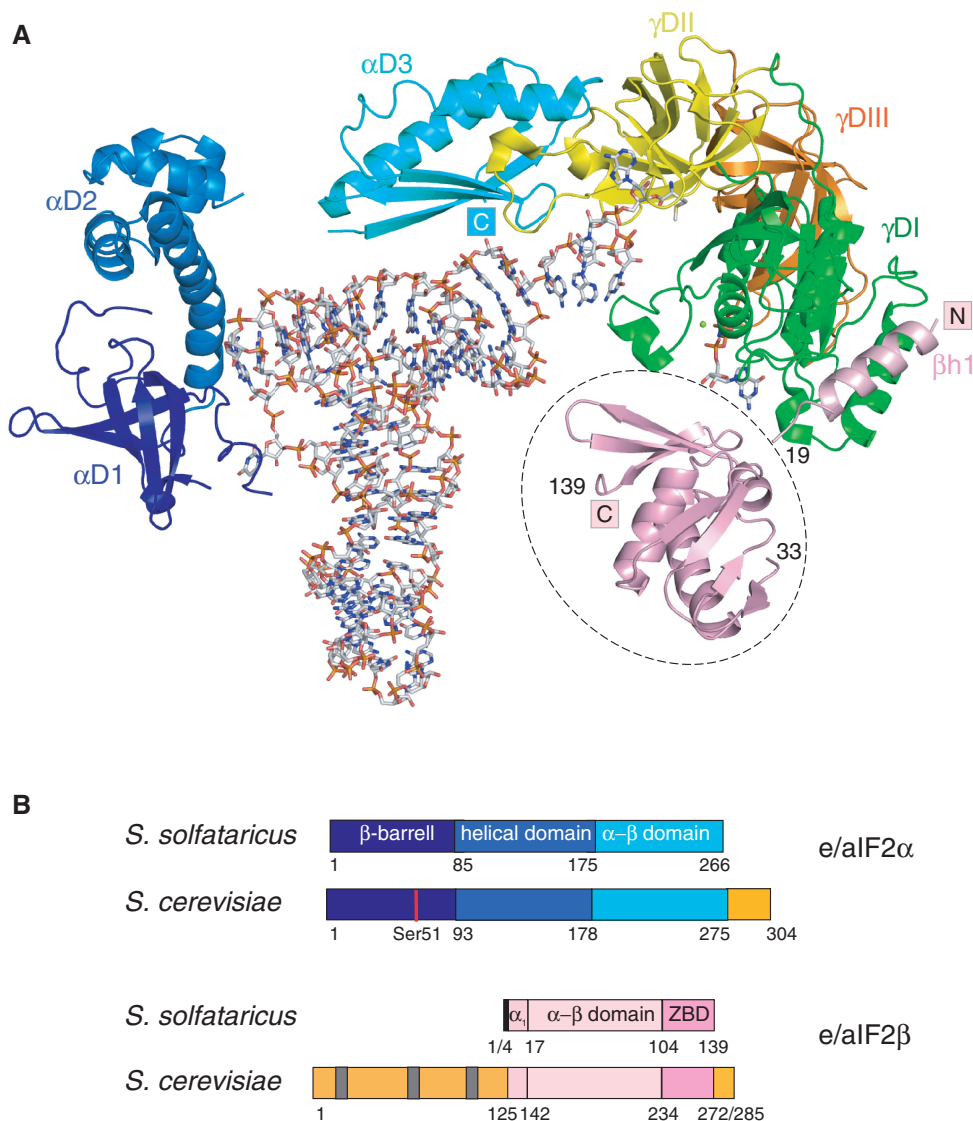 A
γDII
αD3
γDIII
αD2
γDI
C
N
βh1
αD1
19
139
C
33
B
S. solfataricus β-barrell helical domain α–β domain e/aIF2α
1 85 175 266
S. cerevisiae
1 Ser51 93 178 275 304
S. solfataricus α₁ α–β domain ZBD
1/4 17 104 139 e/aIF2β
S. cerevisiae
1 125 142 234 272/285